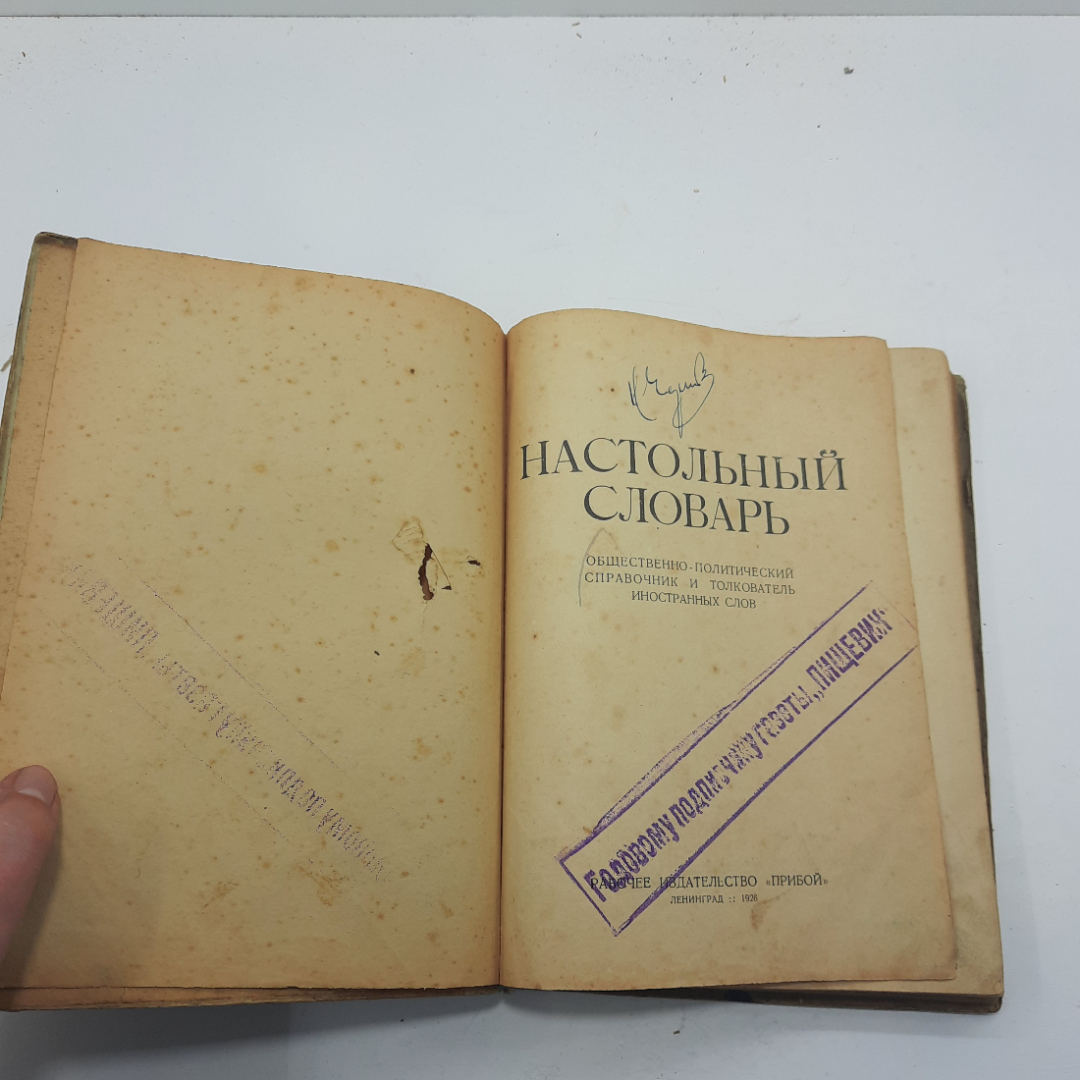 НАСТОЛЬНЫЙ
СЛОВАРЬ
ОБЩЕСТВЕННО-ПОЛИТИЧЕСКИЙ
СПРАВОЧНИК И ТОЛКОВАТЕЛЬ
ИНОСТРАННЫХ СЛОВ
Годовому подписчику газеты „ПИЩЕВИК"
РАБОЧЕЕ ИЗДАТЕЛЬСТВО «ПРИБОЙ»
ЛЕНИНГРАД :: 1926